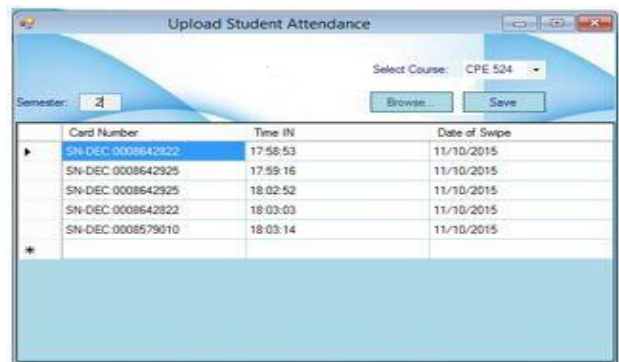 Upload Student Attendance
Select Course: CPE 524
Semester: 2
Browse... Save
Card Number Time IN Date of Swipe
SN-DEC:0008642822 17:58:53 11/10/2015
SN-DEC:0008642925 17:59:16 11/10/2015
SN-DEC:0008642925 18:02:52 11/10/2015
SN-DEC:0008642822 18:03:03 11/10/2015
SN-DEC:0008579010 18:03:14 11/10/2015